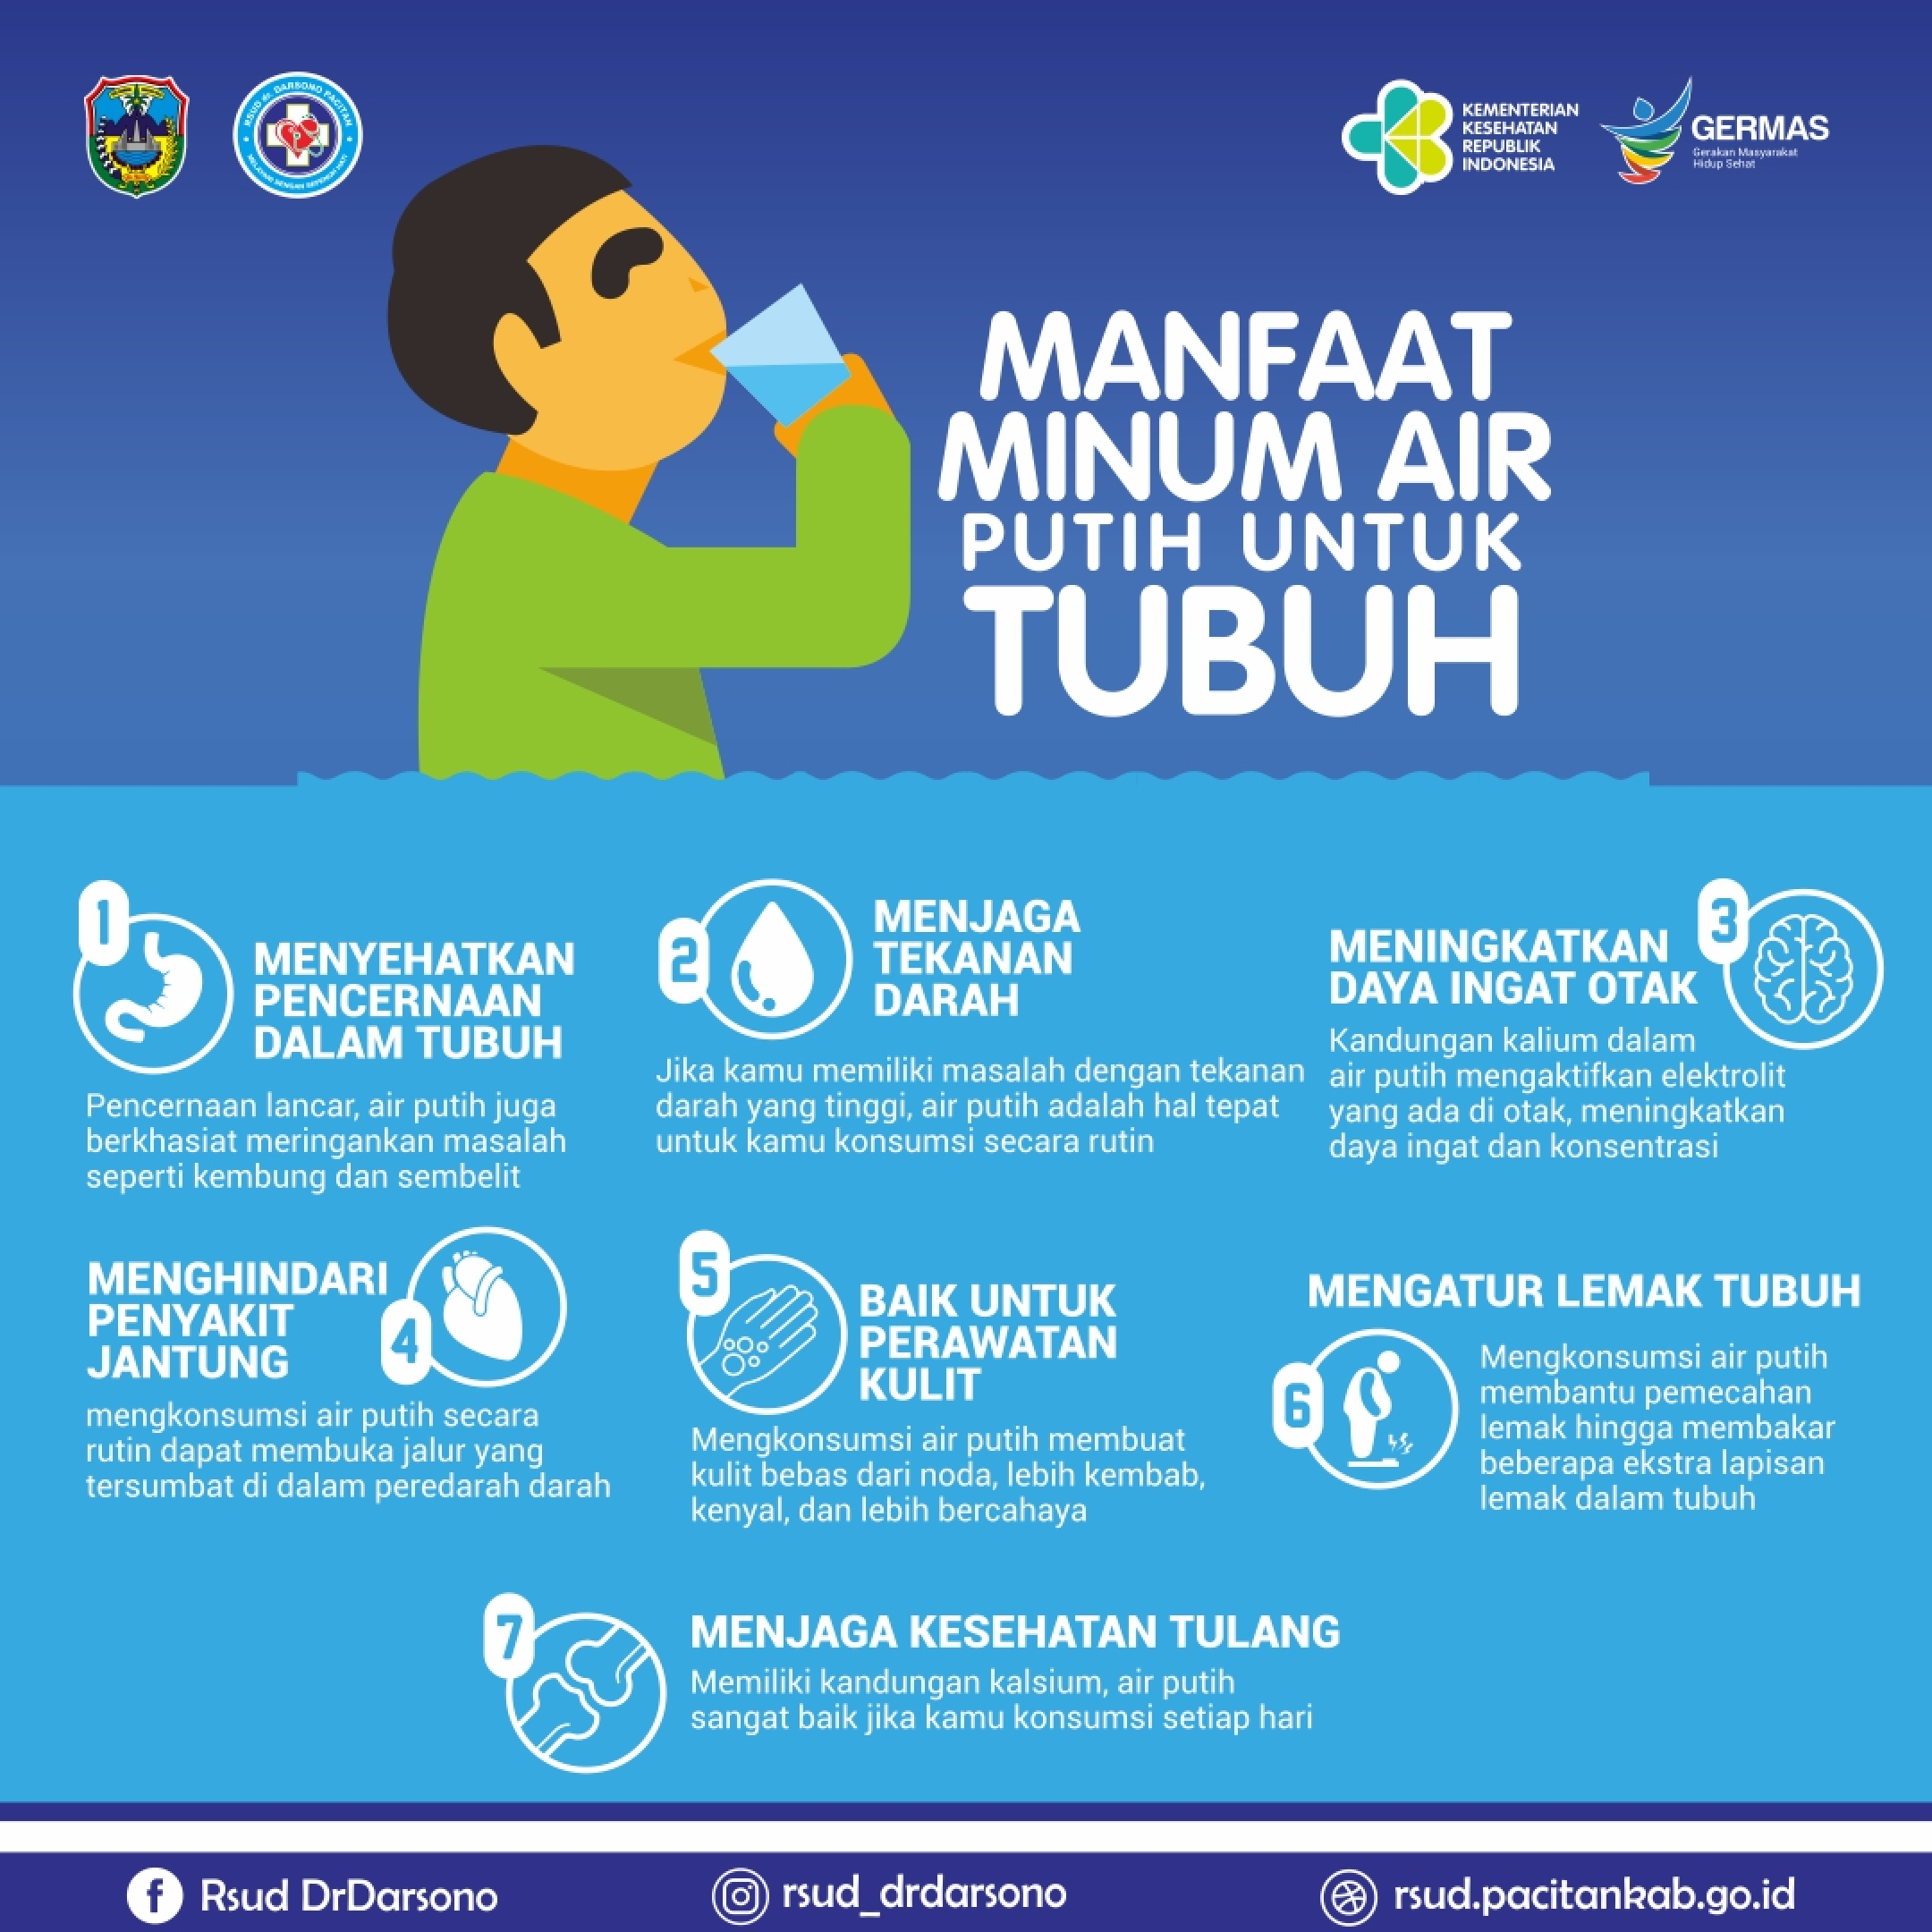 RSUD dr. DARSONO PACITAN
MELAYANI DENGAN SEPENUH HATI
KEMENTERIAN
KESEHATAN
REPUBLIK
INDONESIA
GERMAS
Gerakan Masyarakat
Hidup Sehat
MANFAAT
MINUM AIR
PUTIH UNTUK
TUBUH
1
MENYEHATKAN
PENCERNAAN
DALAM TUBUH
Pencernaan lancar, air putih juga
berkhasiat meringankan masalah
seperti kembung dan sembelit
2
MENJAGA
TEKANAN
DARAH
Jika kamu memiliki masalah dengan tekanan
darah yang tinggi, air putih adalah hal tepat
untuk kamu konsumsi secara rutin
3
MENINGKATKAN
DAYA INGAT OTAK
Kandungan kalium dalam
air putih mengaktifkan elektrolit
yang ada di otak, meningkatkan
daya ingat dan konsentrasi
4
MENGHINDARI
PENYAKIT
JANTUNG
mengkonsumsi air putih secara
rutin dapat membuka jalur yang
tersumbat di dalam peredarah darah
5
BAIK UNTUK
PERAWATAN
KULIT
Mengkonsumsi air putih membuat
kulit bebas dari noda, lebih kembab,
kenyal, dan lebih bercahaya
6
MENGATUR LEMAK TUBUH
Mengkonsumsi air putih
membantu pemecahan
lemak hingga membakar
beberapa ekstra lapisan
lemak dalam tubuh
7
MENJAGA KESEHATAN TULANG
Memiliki kandungan kalsium, air putih
sangat baik jika kamu konsumsi setiap hari
Rsud DrDarsono
rsud_drdarsono
rsud.pacitankab.go.id